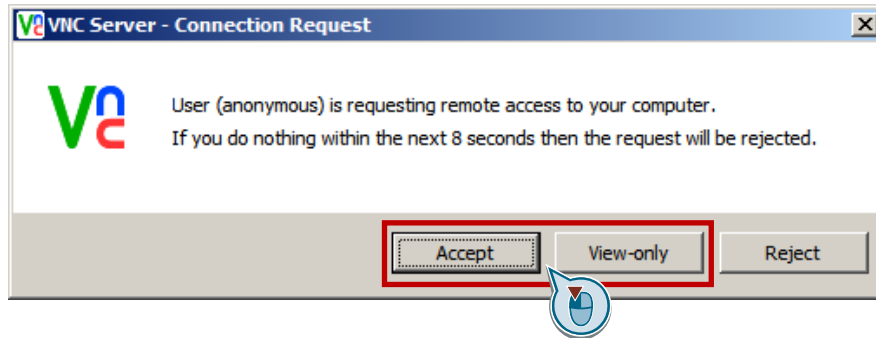 VNC Server - Connection Request
User (anonymous) is requesting remote access to your computer.
If you do nothing within the next 8 seconds then the request will be rejected.
Accept View-only Reject